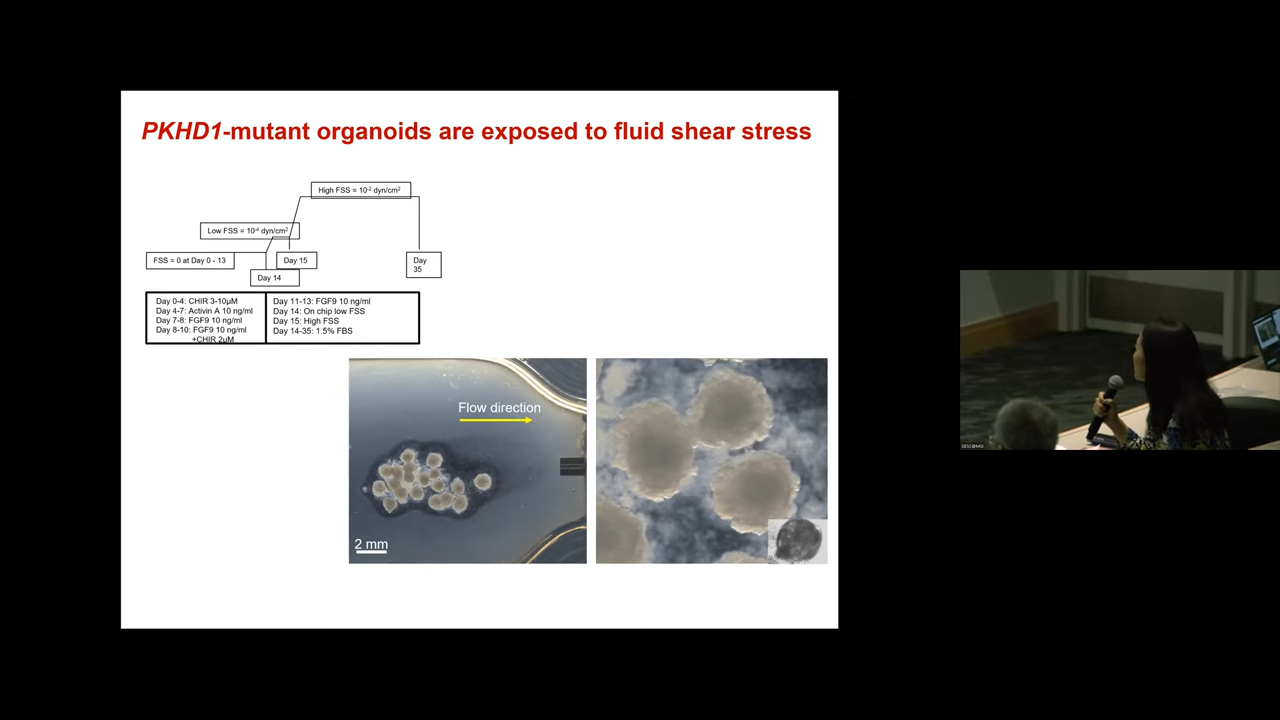 PKHD1-mutant organoids are exposed to fluid shear stress
High FSS = 10⁻² dyn/cm²
Low FSS = 10⁻⁴ dyn/cm²
FSS = 0 at Day 0 - 13
Day 15
Day
35
Day 14
Day 0-4: CHIR 3-10µM
Day 4-7: Activin A 10 ng/ml
Day 7-8: FGF9 10 ng/ml
Day 8-10: FGF9 10 ng/ml
+CHIR 2µM
Day 11-13: FGF9 10 ng/ml
Day 14: On chip low FSS
Day 15: High FSS
Day 14-35: 1.5% FBS
Flow direction
2 mm